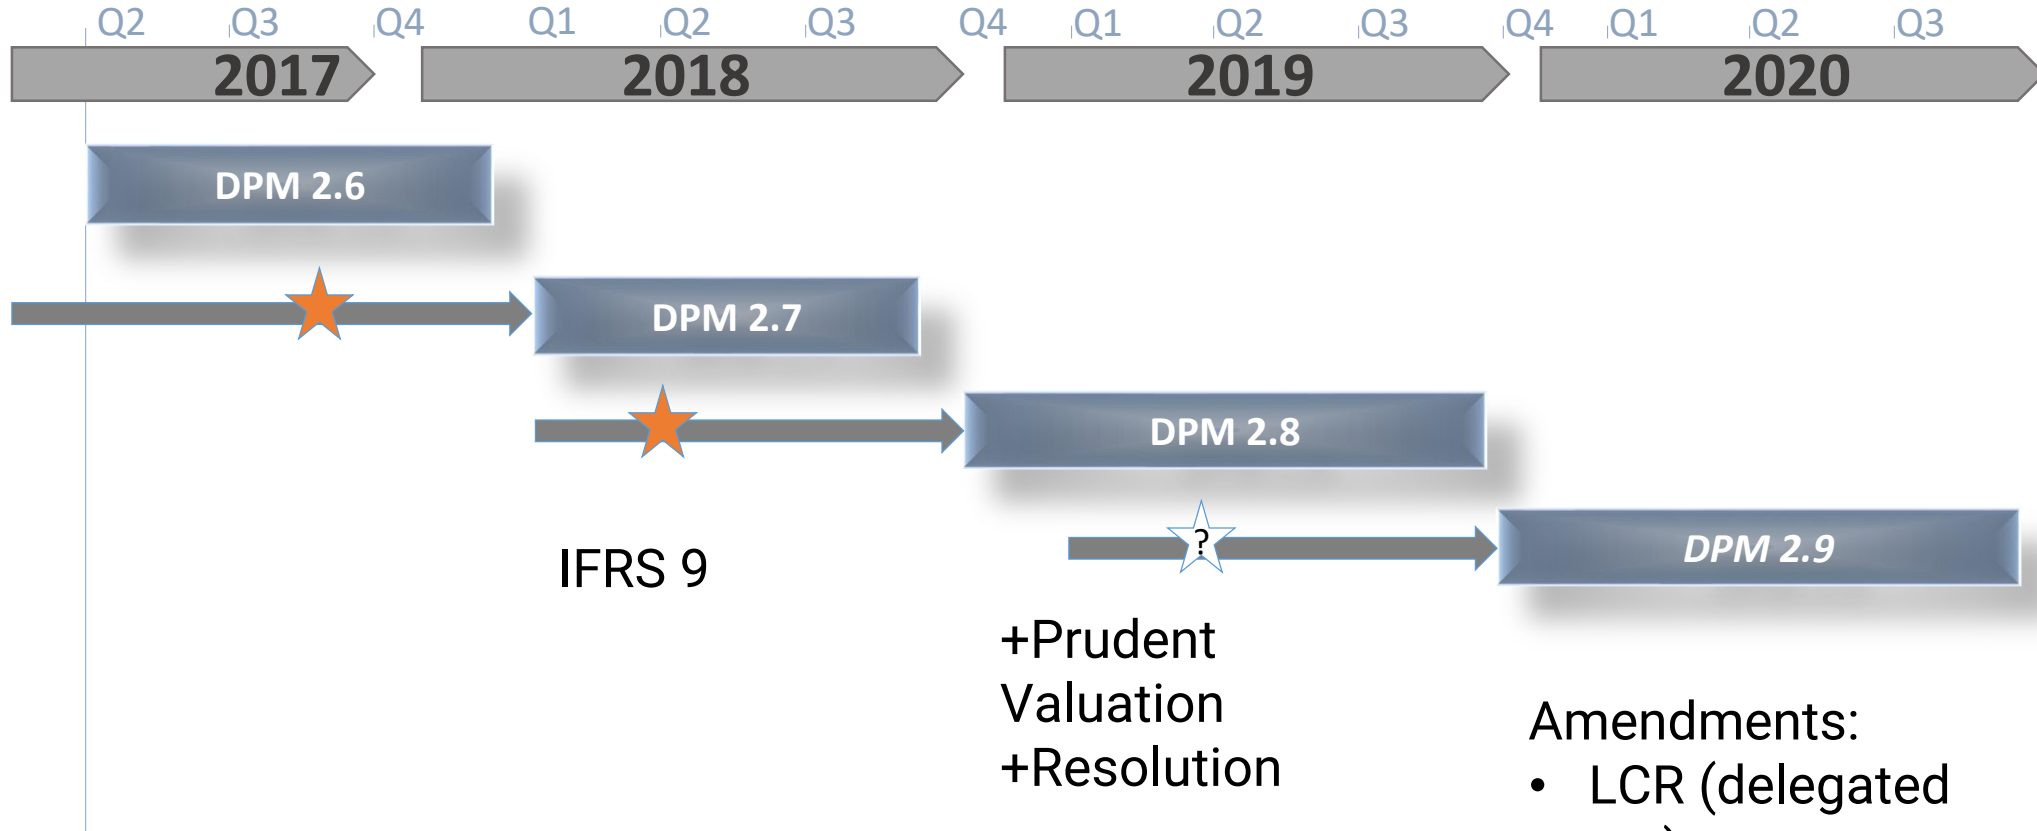 Q2 Q3 Q4 Q1 Q2 Q3 Q4 Q1 Q2 Q3 Q4 Q1 Q2 Q3
2017 2018 2019 2020
DPM 2.6
DPM 2.7
DPM 2.8
?
DPM 2.9
IFRS 9
+Prudent
Valuation
+Resolution
Amendments:
• LCR (delegated